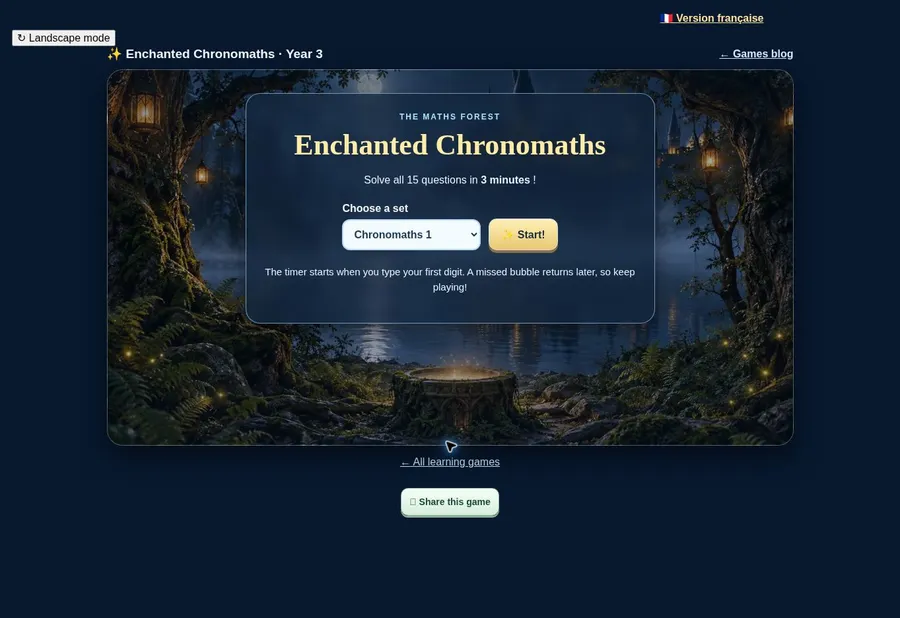 🇫🇷 Version française
↻ Landscape mode
✨ Enchanted Chronomaths · Year 3
← Games blog
THE MATHS FOREST
Enchanted Chronomaths
Solve all 15 questions in 3 minutes !
Choose a set
Chronomaths 1
✨ Start!
The timer starts when you type your first digit. A missed bubble returns later, so keep
playing!
← All learning games
Share this game